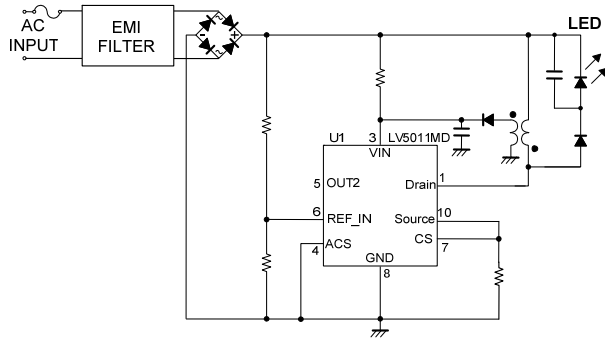 AC
INPUT
EMI
FILTER
LED
U1
3
LV5011MD
VIN
5
OUT2
Drain
1
6
REF_IN
Source
10
4
ACS
CS
7
GND
8
- ~ ~ +